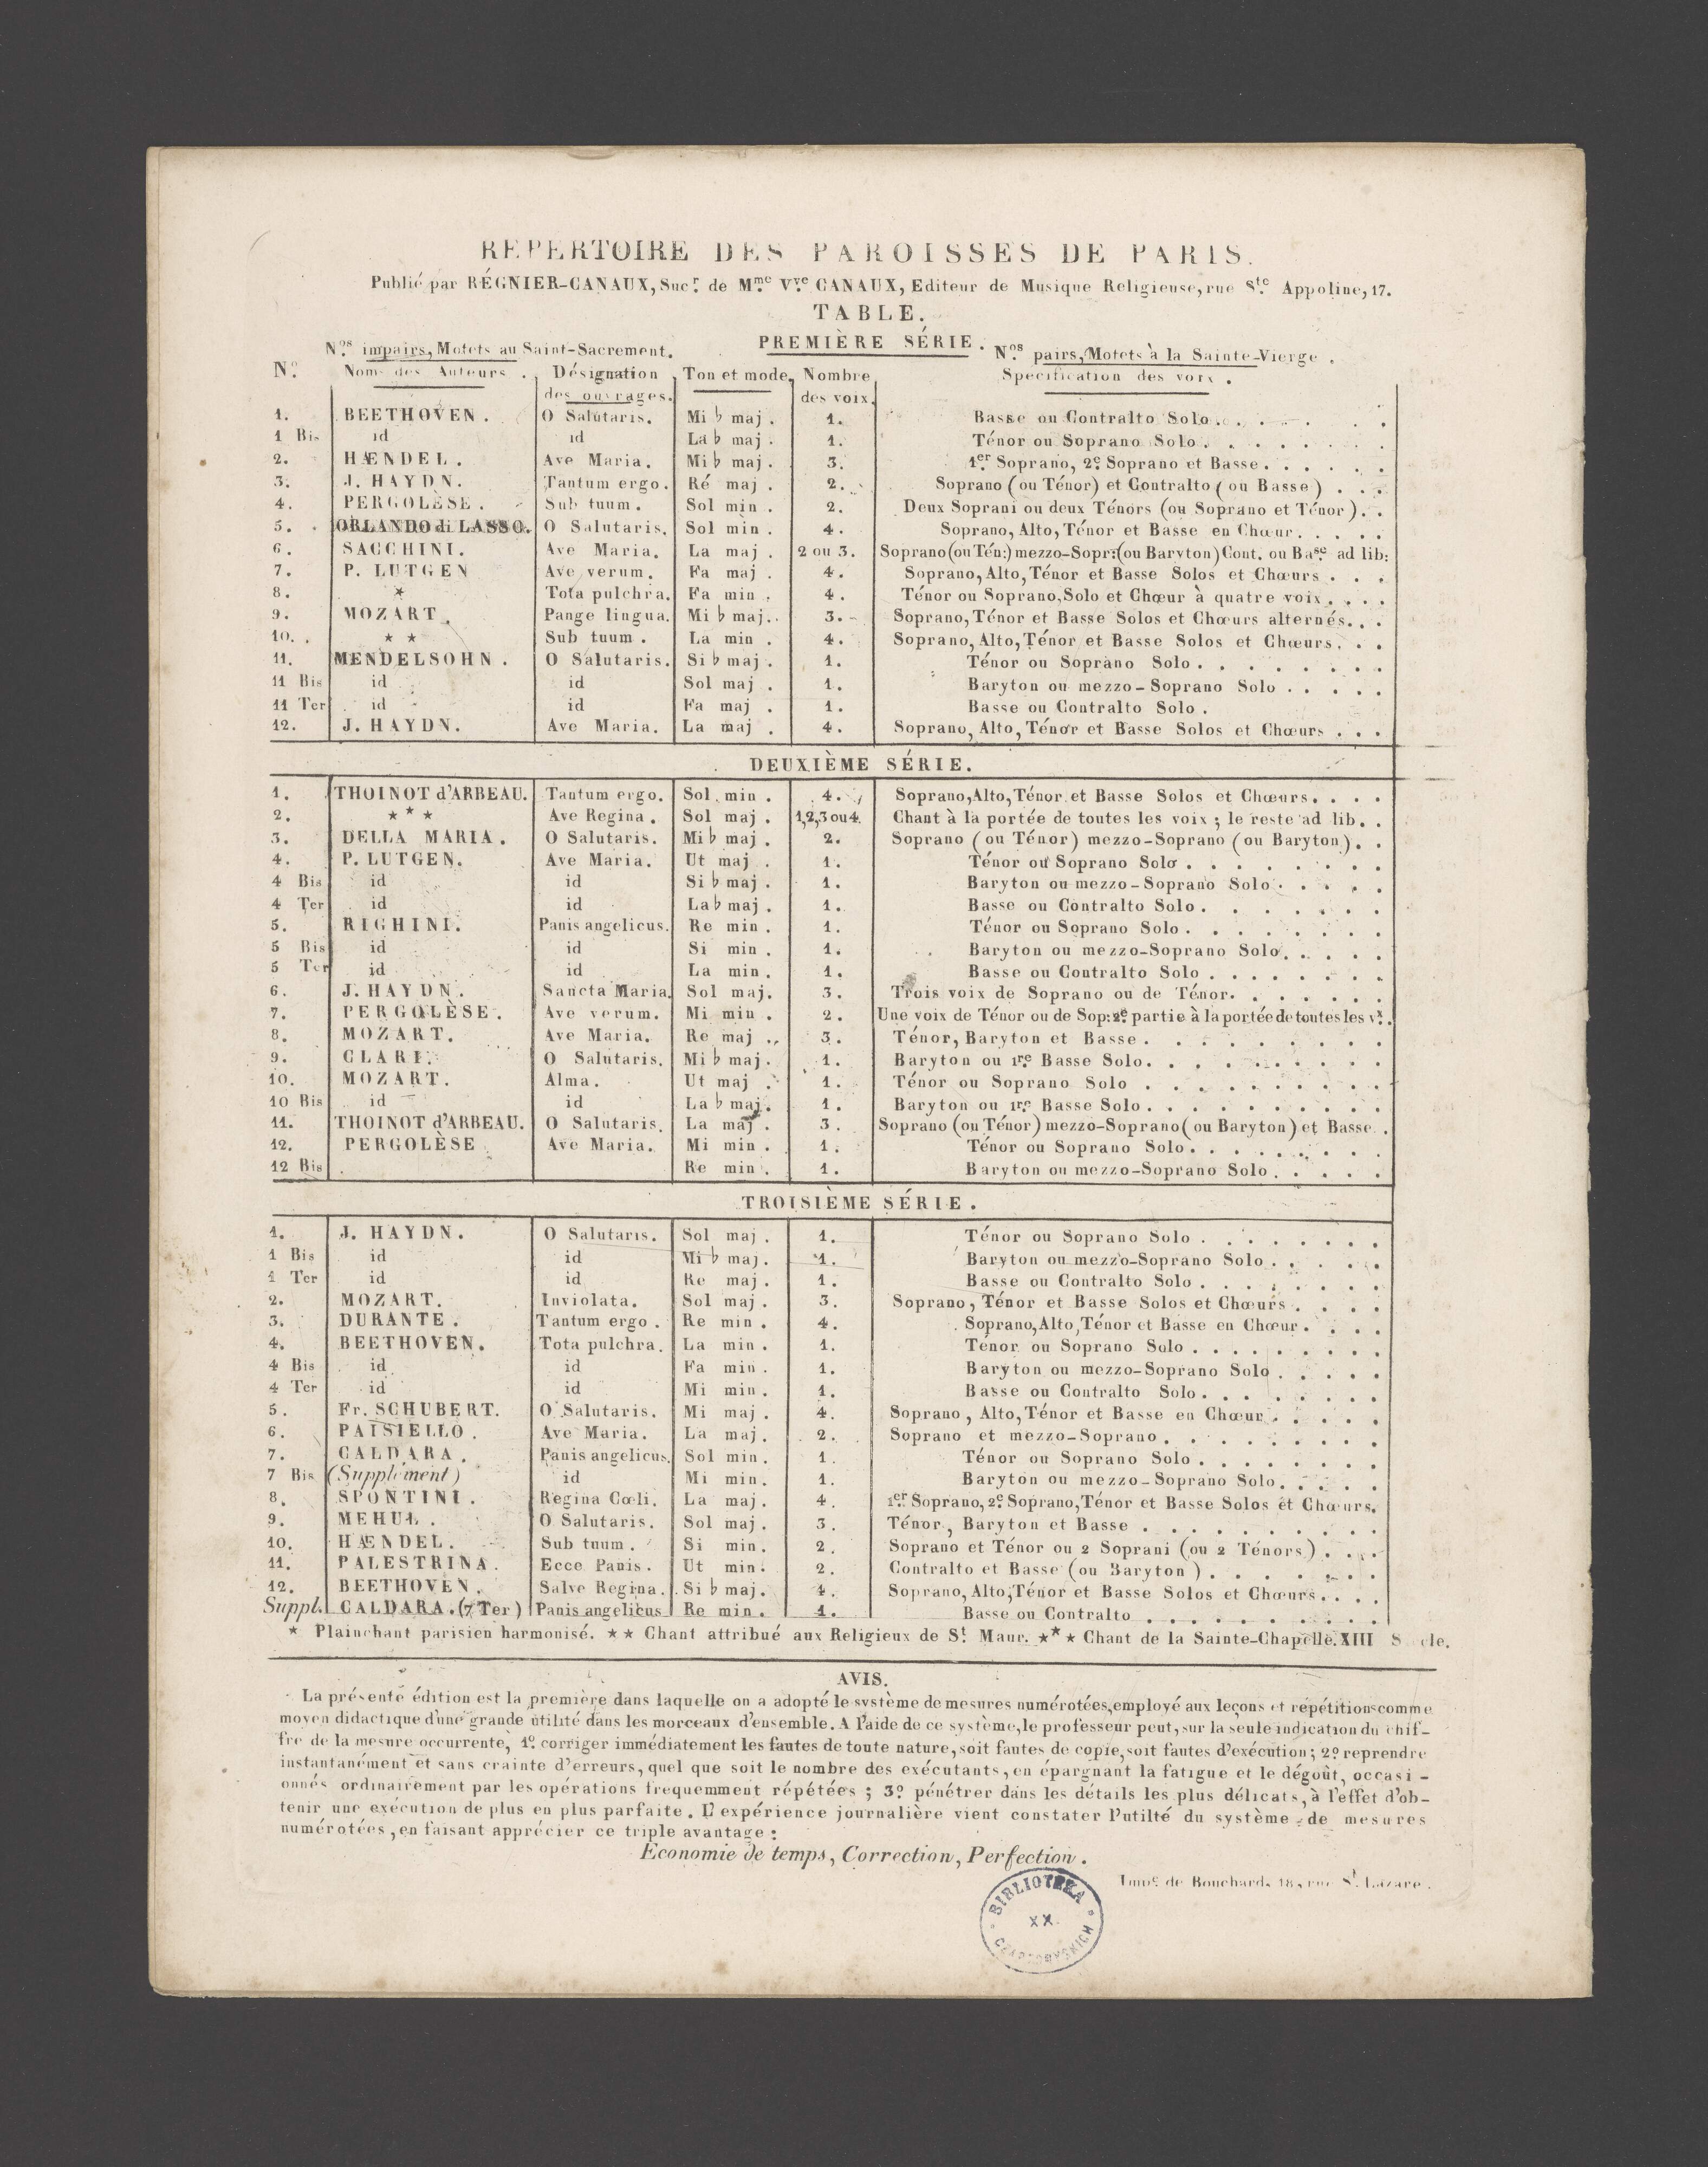 REPERTOIRE DES PAROISSES DE PARIS.
Publié par RÉGNIER-CANAUX, Sucr. de Mme Vve CANAUX, Editeur de Musique Religieuse, rue Ste Appoline, 17.
TABLE.
PREMIÈRE SÉRIE.
Nos impairs, Motets au Saint-Sacrement. Nos pairs, Motets à la Sainte-Vierge.
No. Noms des Auteurs. Désignation des ouvrages. Ton et mode. Nombre des voix. Specification des voix.
1. BEETHOVEN. O Salutaris. Mi ♭ maj. 1. Basse ou Contralto Solo.
1 Bis id id La ♭ maj. 1. Ténor ou Soprano Solo.
2. HÆNDEL. Ave Maria. Mi ♭ maj. 3. 1er Soprano, 2e Soprano et Basse.
3. J. HAYDN. Tantum ergo. Ré maj. 2. Soprano (ou Ténor) et Contralto (ou Basse)
4. PERGOLÈSE. Sub tuum. Sol min. 2. Deux Soprani ou deux Ténors (ou Soprano et Ténor).
5. ORLANDO di LASSO. O Salutaris. Sol min. 4. Soprano, Alto, Ténor et Basse en Chœur.
6. SACCHINI. Ave Maria. La maj. 2 ou 3. Soprano (ou Tén:) mezzo-Sopr:(ou Baryton) Cont. ou Base ad lib:
7. P. LUTGEN Ave verum. Fa maj. 4. Soprano, Alto, Ténor et Basse Solos et Chœurs.
8. * Tota pulchra. Fa min. 4. Ténor ou Soprano, Solo et Chœur à quatre voix.
9. MOZART. Pange lingua. Mi ♭ maj. 3. Soprano, Ténor et Basse Solos et Chœurs alternés.
10. * * Sub tuum. La min. 4. Soprano, Alto, Ténor et Basse Solos et Chœurs.
11. MENDELSOHN. O Salutaris. Si ♭ maj. 1. Ténor ou Soprano Solo.
11 Bis id id Sol maj. 1. Baryton ou mezzo-Soprano Solo.
11 Ter id id Fa maj. 1. Basse ou Contralto Solo.
12. J. HAYDN. Ave Maria. La maj. 4. Soprano, Alto, Ténor et Basse Solos et Chœurs.
DEUXIÈME SÉRIE.
1. THOINOT d'ARBEAU. Tantum ergo. Sol min. 4. Soprano, Alto, Ténor et Basse Solos et Chœurs.
2. * * * Ave Regina. Sol maj. 1,2,3 ou 4. Chant à la portée de toutes les voix; le reste ad lib.
3. DELLA MARIA. O Salutaris. Mi ♭ maj. 2. Soprano (ou Ténor) mezzo-Soprano (ou Baryton).
4. P. LUTGEN. Ave Maria. Ut maj. 1. Ténor ou Soprano Solo.
4 Bis id id Si ♭ maj. 1. Baryton ou mezzo-Soprano Solo.
4 Ter id id La ♭ maj. 1. Basse ou Contralto Solo.
5. RIGHINI. Panis angelicus. Re min. 1. Ténor ou Soprano Solo.
5 Bis id id Si min. 1. Baryton ou mezzo-Soprano Solo.
5 Ter id id La min. 1. Basse ou Contralto Solo.
6. J. HAYDN. Sancta Maria. Sol maj. 3. Trois voix de Soprano ou de Ténor.
7. PERGOLÈSE. Ave verum. Mi min. 2. Une voix de Ténor ou de Sop: 2e partie à la portée de toutes les vx.
8. MOZART. Ave Maria. Re maj. 3. Ténor, Baryton et Basse.
9. CLARI. O Salutaris. Mi ♭ maj. 1. Baryton ou 1re Basse Solo.
10. MOZART. Alma. Ut maj. 1. Ténor ou Soprano Solo
10 Bis id id La ♭ maj. 1. Baryton ou 1re Basse Solo.
11. THOINOT d'ARBEAU. O Salutaris. La maj. 3. Soprano (ou Ténor) mezzo-Soprano (ou Baryton) et Basse.
12. PERGOLÈSE Ave Maria. Mi min. 1. Ténor ou Soprano Solo.
12 Bis Re min. 1. Baryton ou mezzo-Soprano Solo.
TROISIÈME SÉRIE.
1. J. HAYDN. O Salutaris. Sol maj. 1. Ténor ou Soprano Solo.
1 Bis id id Mi ♭ maj. 1. Baryton ou mezzo-Soprano Solo.
1 Ter id id Re maj. 1. Basse ou Contralto Solo.
2. MOZART. Inviolata. Sol maj. 3. Soprano, Ténor et Basse Solos et Chœurs.
3. DURANTE. Tantum ergo. Re min. 4. Soprano, Alto, Ténor et Basse en Chœur.
4. BEETHOVEN. Tota pulchra. La min. 1. Ténor ou Soprano Solo.
4 Bis id id Fa min. 1. Baryton ou mezzo-Soprano Solo.
4 Ter id id Mi min. 1. Basse ou Contralto Solo.
5. Fr. SCHUBERT. O Salutaris. Mi maj. 4. Soprano, Alto, Ténor et Basse en Chœur.
6. PAISIELLO. Ave Maria. La maj. 2. Soprano et mezzo-Soprano.
7. CALDARA. Panis angelicus. Sol min. 1. Ténor ou Soprano Solo.
7 Bis (Supplément) id Mi min. 1. Baryton ou mezzo-Soprano Solo.
8. SPONTINI. Regina Cœli. La maj. 4. 1er Soprano, 2e Soprano, Ténor et Basse Solos et Chœurs.
9. MEHUL. O Salutaris. Sol maj. 3. Ténor, Baryton et Basse.
10. HÆNDEL. Sub tuum. Si min. 2. Soprano et Ténor ou 2 Soprani (ou 2 Ténors).
11. PALESTRINA. Ecce Panis. Ut min. 2. Contralto et Basse (ou Baryton).
12. BEETHOVEN. Salve Regina. Si ♭ maj. 4. Soprano, Alto, Ténor et Basse Solos et Chœurs.
Suppl. CALDARA. (7 Ter) Panis angelicus Re min. 1. Basse ou Contralto
* Plainchant parisien harmonisé. ** Chant attribué aux Religieux de St. Maur. *** Chant de la Sainte-Chapelle. XIII Siècle.
AVIS.
La présente édition est la première dans laquelle on a adopté le système de mesures numérotées, employé aux leçons et répétitions comme
moyen didactique d'une grande utilité dans les morceaux d'ensemble. A l'aide de ce système, le professeur peut, sur la seule indication du chif-
fre de la mesure occurrente, 1o. corriger immédiatement les fautes de toute nature, soit fautes de copie, soit fautes d'exécution; 2o. reprendre
instantanément et sans crainte d'erreurs, quel que soit le nombre des exécutants, en épargnant la fatigue et le dégoût, occasi-
onnés ordinairement par les opérations frequemment répétées; 3o. pénétrer dans les détails les plus délicats, à l'effet d'ob-
tenir une exécution de plus en plus parfaite. L'expérience journalière vient constater l'utilté du système de mesures
numérotées, en faisant apprécier ce triple avantage:
Economie de temps, Correction, Perfection.
Impe. de Bouchard, 18, rue St. Lazare.
BIBLIOTEKA
XX.
CZARTORYSKICH